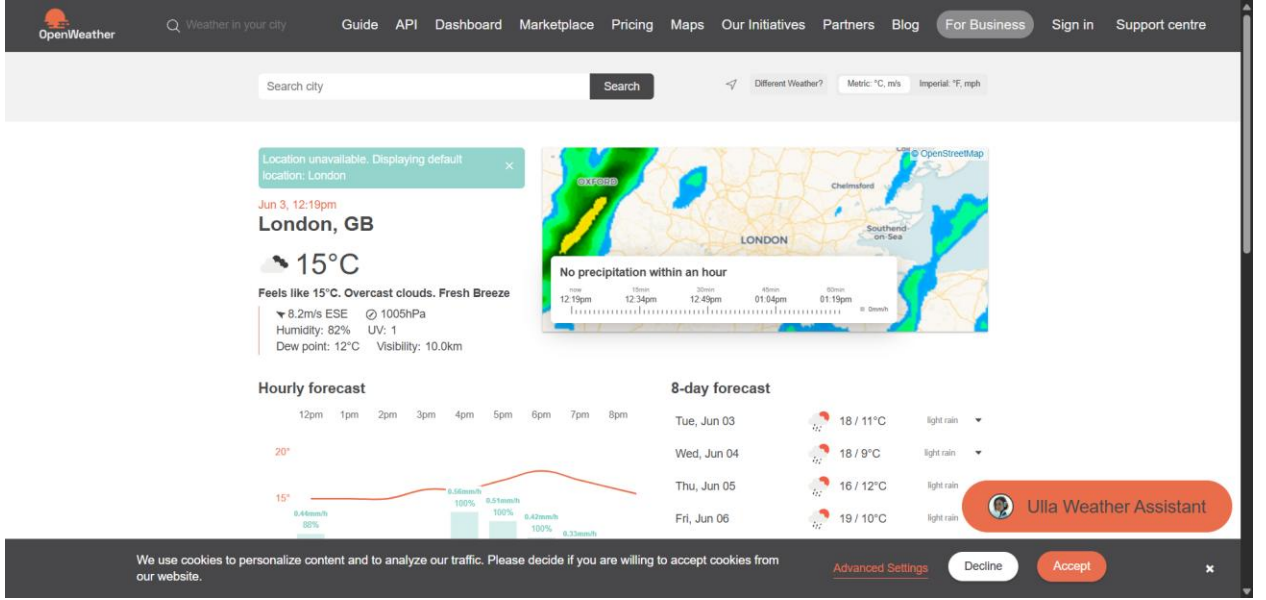 OpenWeather
Weather in your city
Guide API Dashboard Marketplace Pricing Maps Our Initiatives Partners Blog For Business Sign in Support centre
Search city
Search
Different Weather?
Metric: °C, m/s
Imperial: °F, mph
Location unavailable. Displaying default
location: London
×
Jun 3, 12:19pm
London, GB
15°C
Feels like 15°C. Overcast clouds. Fresh Breeze
8.2m/s ESE 1005hPa
Humidity: 82% UV: 1
Dew point: 12°C Visibility: 10.0km
© OpenStreetMap
OXFORD
Chelmsford
LONDON
Southend-
on-Sea
No precipitation within an hour
now 15min 30min 45min 60min
12:19pm 12:34pm 12:49pm 01:04pm 01:19pm
0mm/h
Hourly forecast
12pm 1pm 2pm 3pm 4pm 5pm 6pm 7pm 8pm
20°
15°
0.44mm/h
88%
0.56mm/h
100%
0.51mm/h
100%
0.42mm/h
100%
0.33mm/h
8-day forecast
Tue, Jun 03 18 / 11°C light rain
Wed, Jun 04 18 / 9°C light rain
Thu, Jun 05 16 / 12°C light rain
Fri, Jun 06 19 / 10°C light rain
Ulla Weather Assistant
We use cookies to personalize content and to analyze our traffic. Please decide if you are willing to accept cookies from
our website.
Advanced Settings
Decline
Accept
×